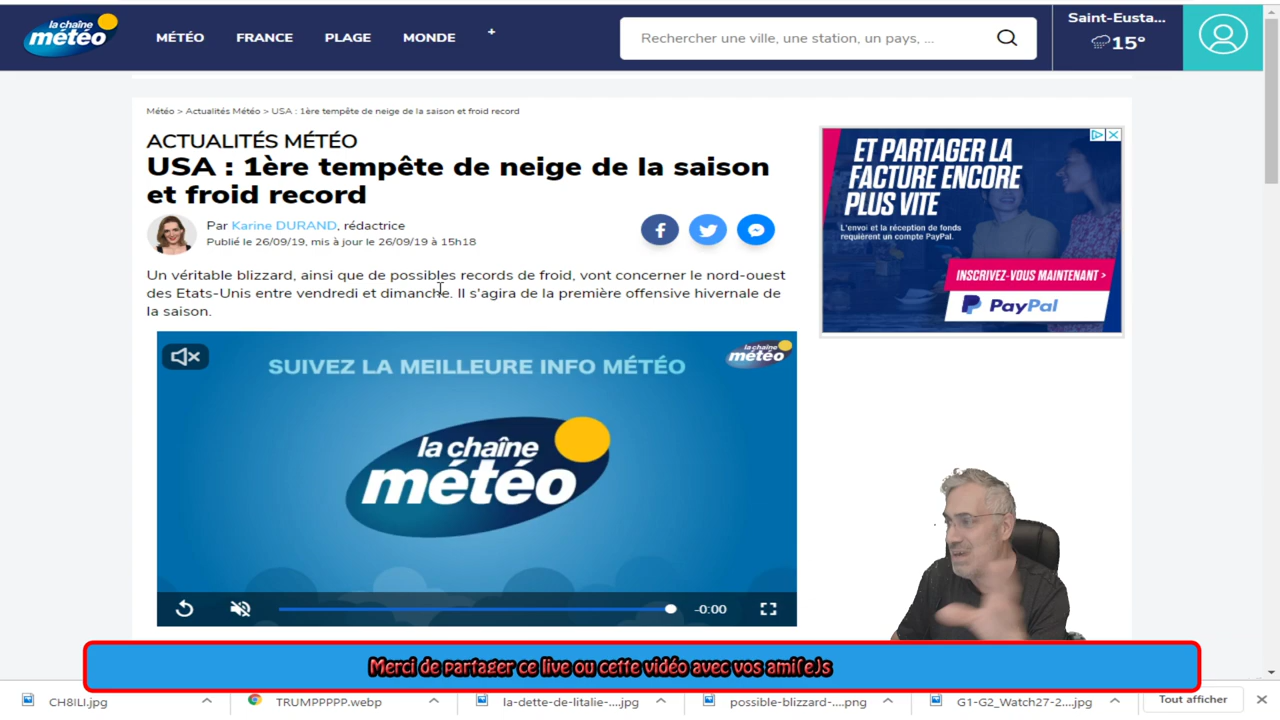 la chaîne
météo
MÉTÉO
FRANCE
PLAGE
MONDE
+
Rechercher une ville, une station, un pays, ...
Saint-Eusta...
15°
Météo > Actualités Météo > USA : 1ère tempête de neige de la saison et froid record
ACTUALITÉS MÉTÉO
USA : 1ère tempête de neige de la saison
et froid record
Par Karine DURAND, rédactrice
Publié le 26/09/19, mis à jour le 26/09/19 à 15h18
Un véritable blizzard, ainsi que de possibles records de froid, vont concerner le nord-ouest
des Etats-Unis entre vendredi et dimanche. Il s'agira de la première offensive hivernale de
la saison.
ET PARTAGER LA
FACTURE ENCORE
PLUS VITE
L'envoi et la réception de fonds
requièrent un compte PayPal.
INSCRIVEZ-VOUS MAINTENANT >
PayPal
SUIVEZ LA MEILLEURE INFO MÉTÉO
la chaîne
météo
la chaîne
météo
-0:00
Merci de partager ce live ou cette vidéo avec vos ami(e)s
CH8ILI.jpg
TRUMPPPPP.webp
la-dette-de-litalie-....jpg
possible-blizzard-....png
G1-G2_Watch27-2....jpg
Tout afficher